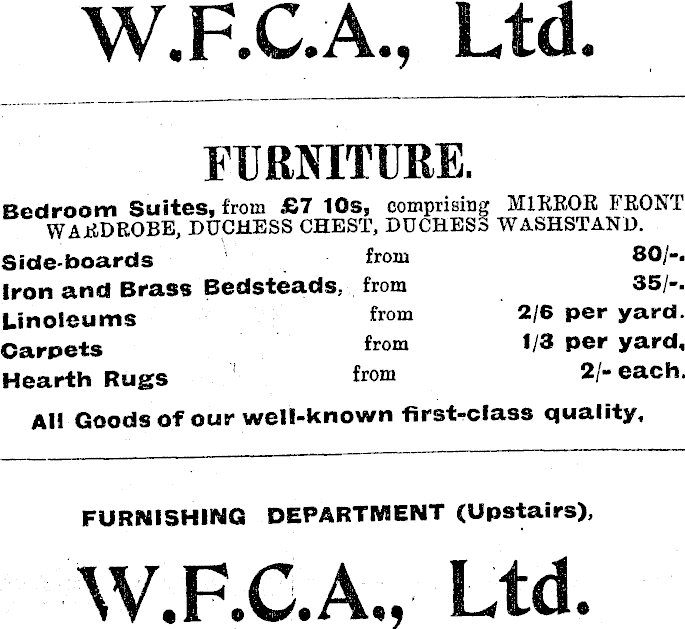 W.F.C.A., Ltd.
FURNITURE.
Bedroom Suites, from £7 10s, comprising MIRROR FRONT
WARDROBE, DUCHESS CHEST, DUCHESS WASHSTAND.
Side-boards from 80/-.
Iron and Brass Bedsteads, from 35/-.
Linoleums from 2/6 per yard.
Carpets from 1/3 per yard,
Hearth Rugs from 2/- each.
All Goods of our well-known first-class quality,
FURNISHING DEPARTMENT (Upstairs),
W.F.C.A., Ltd.